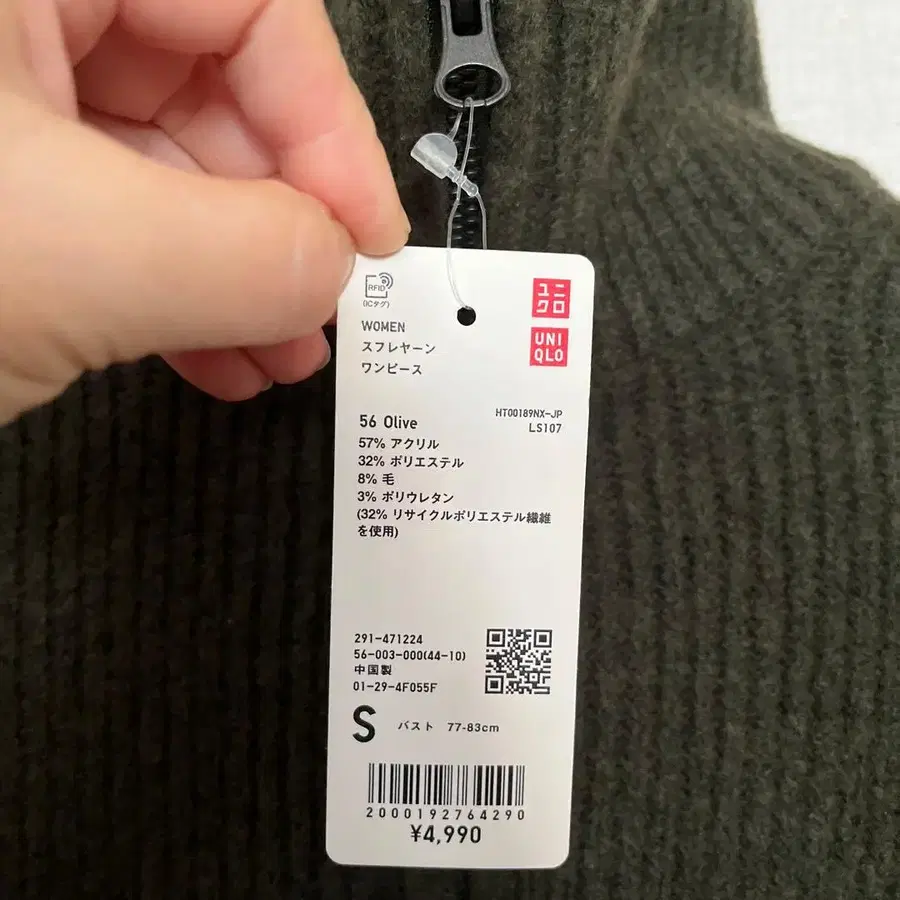 RFID
(ICタグ)
ユニ
クロ
UNI
QLO
WOMEN
スフレヤーン
ワンピース
56 Olive
HT00189NX-JP
LS107
57% アクリル
32% ポリエステル
8% 毛
3% ポリウレタン
(32% リサイクルポリエステル繊維
を使用)
291-471224
56-003-000(44-10)
中国製
01-29-4F055F
S バスト 77-83cm
2000192764290
¥4,990